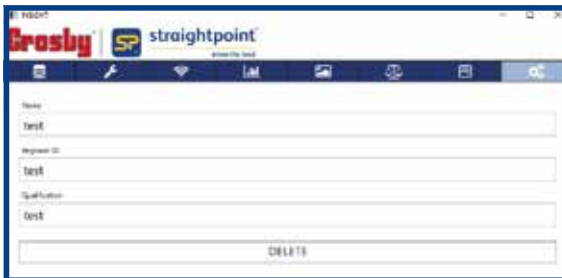 INSIGHT
Crosby
SP straightpoint
Name
test
Engineer ID
test
Qualification
test
DELETE